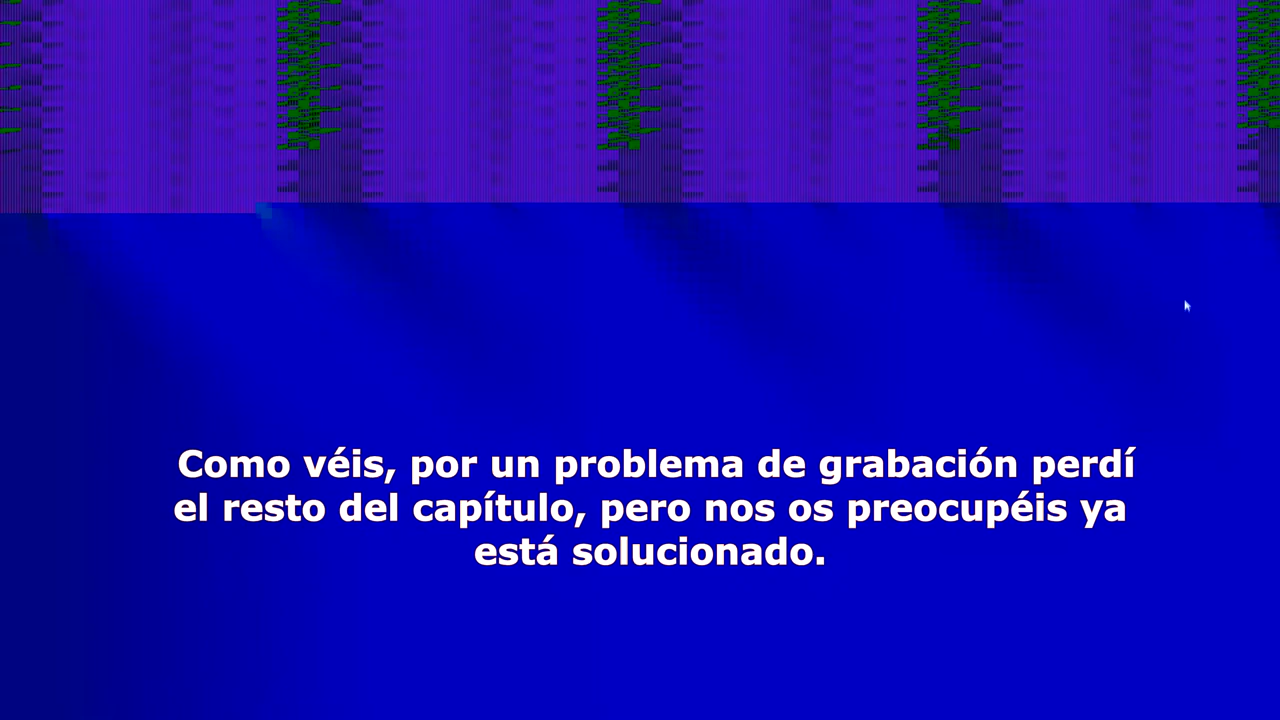 Como véis, por un problema de grabación perdí
el resto del capítulo, pero nos os preocupéis ya
está solucionado.